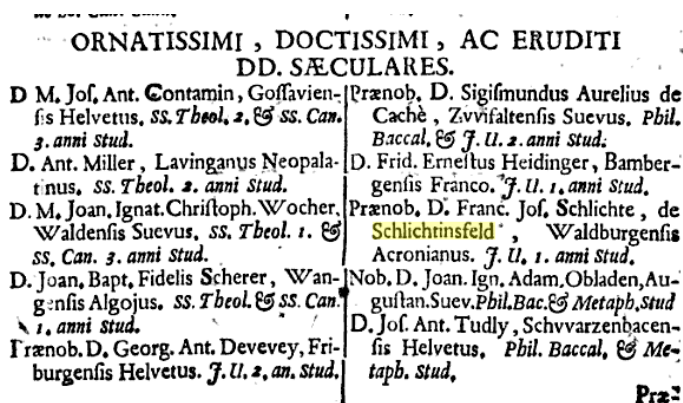 ORNATISSIMI, DOCTISSIMI, AC ERUDITI
DD. SÆCULARES.
D M. Joſ. Ant. Contamin, Goſſavien-
ſis Helvetus. SS. Theol. 2. & SS. Can.
3. anni Stud.
D. Ant. Miller, Lavinganus Neopala-
tinus. SS. Theol. 2. anni Stud.
D. M. Joan. Ignat. Chriſtoph. Wocher,
Waldenſis Suevus. SS. Theol. 1. &
SS. Can. 3. anni Stud.
D. Joan. Bapt. Fidelis Scherer, Wan-
genſis Algojus. SS. Theol. & SS. Can.
1. anni Stud.
Prænob. D. Georg. Ant. Devevey, Fri-
burgenſis Helvetus. J. U. 2. an. Stud.
Prænob. D. Sigiſmundus Aurelius de
Cachè, Zvvifaltenſis Suevus. Phil.
Baccal. & J. U. 2. anni Stud.
D. Frid. Erneſtus Heidinger, Bamber-
genſis Franco. J. U. 1. anni Stud.
Prænob. D. Franc. Joſ. Schlichte, de
Schlichtinsfeld, Waldburgenſis
Acronianus. J. U. 1. anni Stud.
Nob. D. Joan. Ign. Adam, Obladen, Au-
guſtan. Suev. Phil. Bac. & Metaph. Stud
D. Joſ. Ant. Tudly, Schvvarzenbacen-
ſis Helvetus. Phil. Baccal. & Me-
taph. Stud.
Præ-